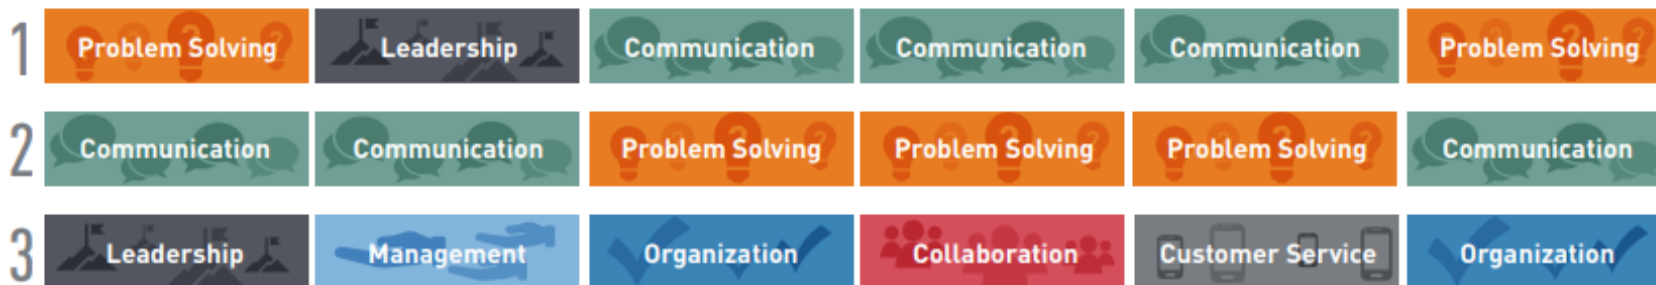 1 Problem Solving Leadership Communication Communication Communication Problem Solving
2 Communication Communication Problem Solving Problem Solving Problem Solving Communication
3 Leadership Management Organization Collaboration Customer Service Organization